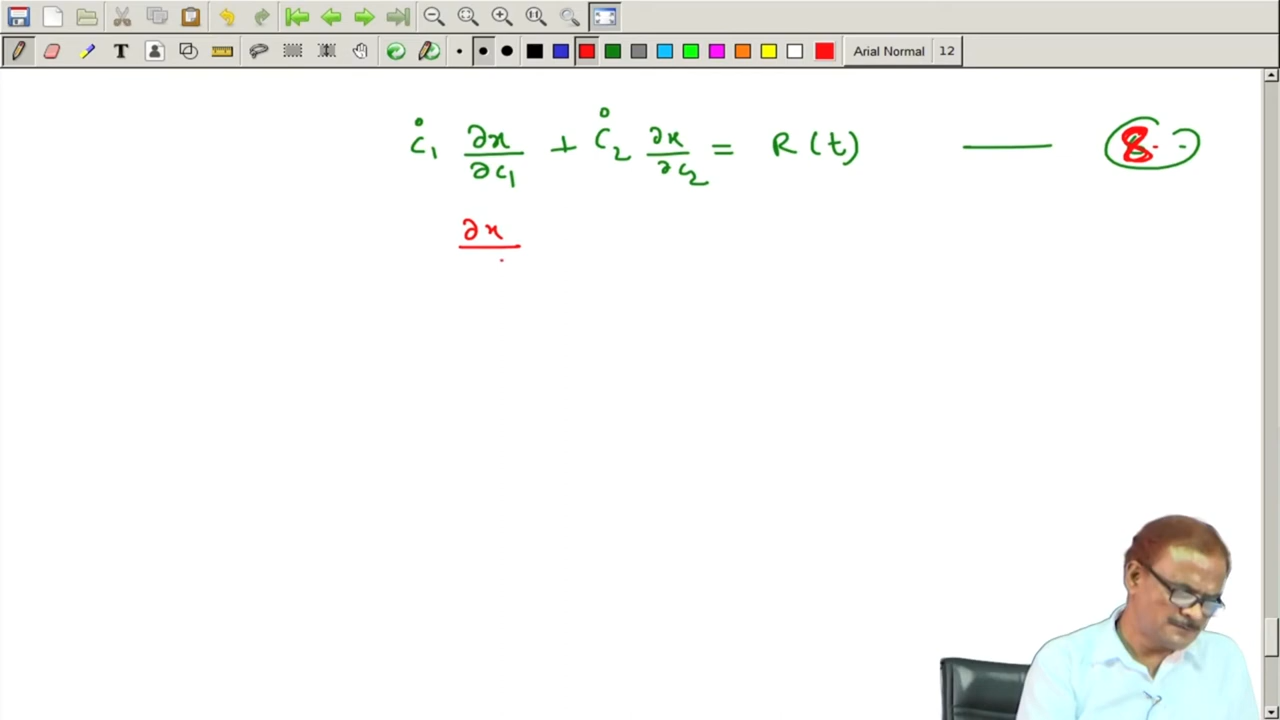 T Arial Normal 12
Ċ₁ ∂x/∂c₁ + Ċ₂ ∂x/∂c₂ = R(t) —— 8
∂x